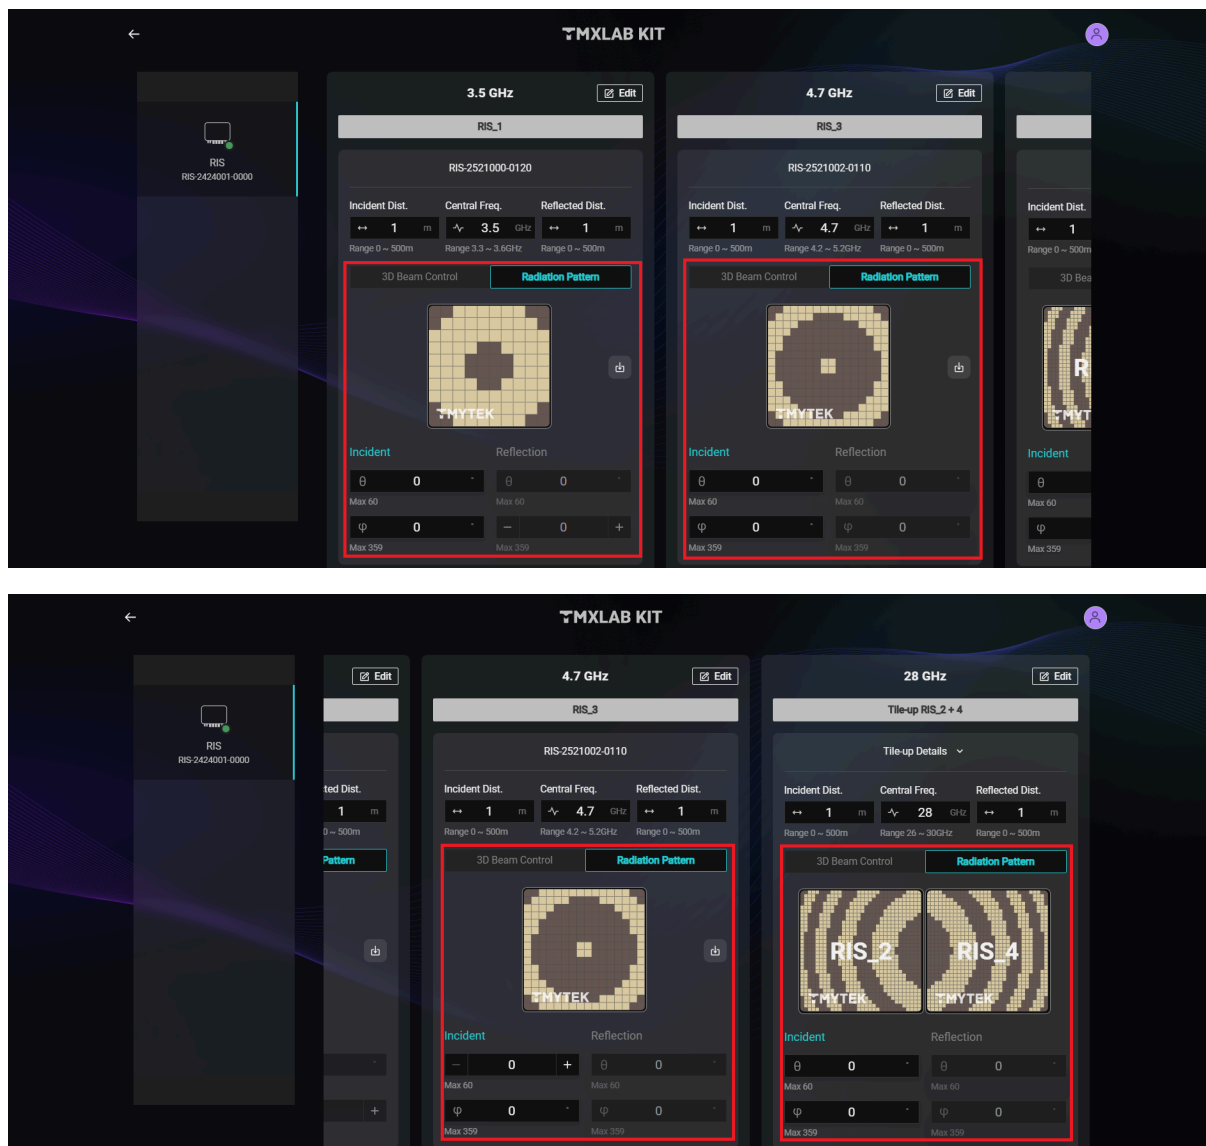 TMXLAB KIT
3.5 GHz
Edit
4.7 GHz
Edit
RIS_1
RIS_3
RIS
RIS-2424001-0000
RIS-2521000-0120
RIS-2521002-0110
Incident Dist.
Central Freq.
Reflected Dist.
Incident Dist.
Central Freq.
Reflected Dist.
Incident Dist.
1 m
3.5 GHz
1 m
1 m
4.7 GHz
1 m
1
Range 0 ~ 500m
Range 3.3 ~ 3.6GHz
Range 0 ~ 500m
Range 0 ~ 500m
Range 4.2 ~ 5.2GHz
Range 0 ~ 500m
Range 0 ~ 500m
3D Beam Control
Radiation Pattern
3D Beam Control
Radiation Pattern
3D Bea
R
TMYTEK
TMYTEK
TMYT
Incident
Reflection
Incident
Reflection
Incident
θ 0 °
θ 0 °
θ 0 °
θ 0 °
θ
Max 60
Max 60
Max 60
Max 60
Max 60
φ 0 °
− 0 +
φ 0 °
φ 0 °
φ
Max 359
Max 359
Max 359
Max 359
Max 359
TMXLAB KIT
Edit
4.7 GHz
Edit
28 GHz
Edit
RIS_3
Tile-up RIS_2 + 4
RIS
RIS-2424001-0000
RIS-2521002-0110
Tile-up Details
ted Dist.
Incident Dist.
Central Freq.
Reflected Dist.
Incident Dist.
Central Freq.
Reflected Dist.
1 m
1 m
4.7 GHz
1 m
1 m
28 GHz
1 m
0 ~ 500m
Range 0 ~ 500m
Range 4.2 ~ 5.2GHz
Range 0 ~ 500m
Range 0 ~ 500m
Range 26 ~ 30GHz
Range 0 ~ 500m
Pattern
3D Beam Control
Radiation Pattern
3D Beam Control
Radiation Pattern
RIS_2
RIS_4
TMYTEK
TMYTEK
TMYTEK
Incident
Reflection
Incident
Reflection
°
− 0 +
θ 0 °
θ 0 °
θ 0 °
Max 60
Max 60
Max 60
Max 60
+
φ 0 °
φ 0 °
φ 0 °
φ 0 °
Max 359
Max 359
Max 359
Max 359